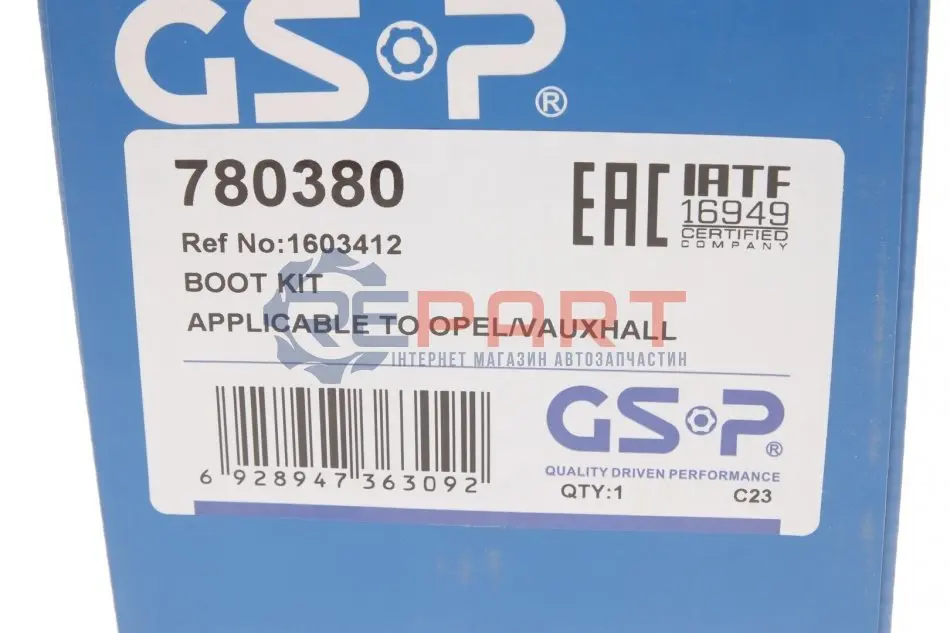 GSP®
780380
EAC
IATF
16949
CERTIFIED
COMPANY
Ref No:1603412
BOOT KIT
REPART
APPLICABLE TO OPEL/VAUXHALL
ІНТЕРНЕТ МАГАЗИН АВТОЗАПЧАСТИН
GSP®
QUALITY DRIVEN PERFORMANCE
6 928947 363092
QTY:1 C23